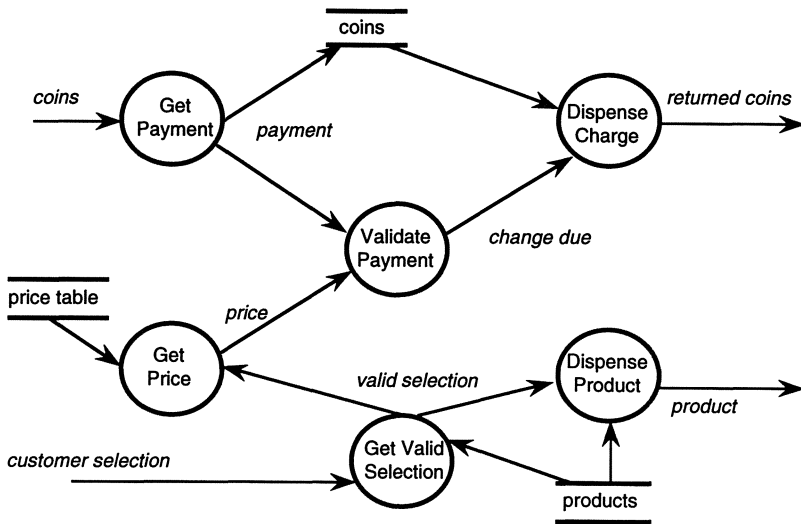 coins
coins
Get
Payment
payment
Dispense
Charge
returned coins
Validate
Payment
change due
price table
price
Get
Price
valid selection
Dispense
Product
product
customer selection
Get Valid
Selection
products